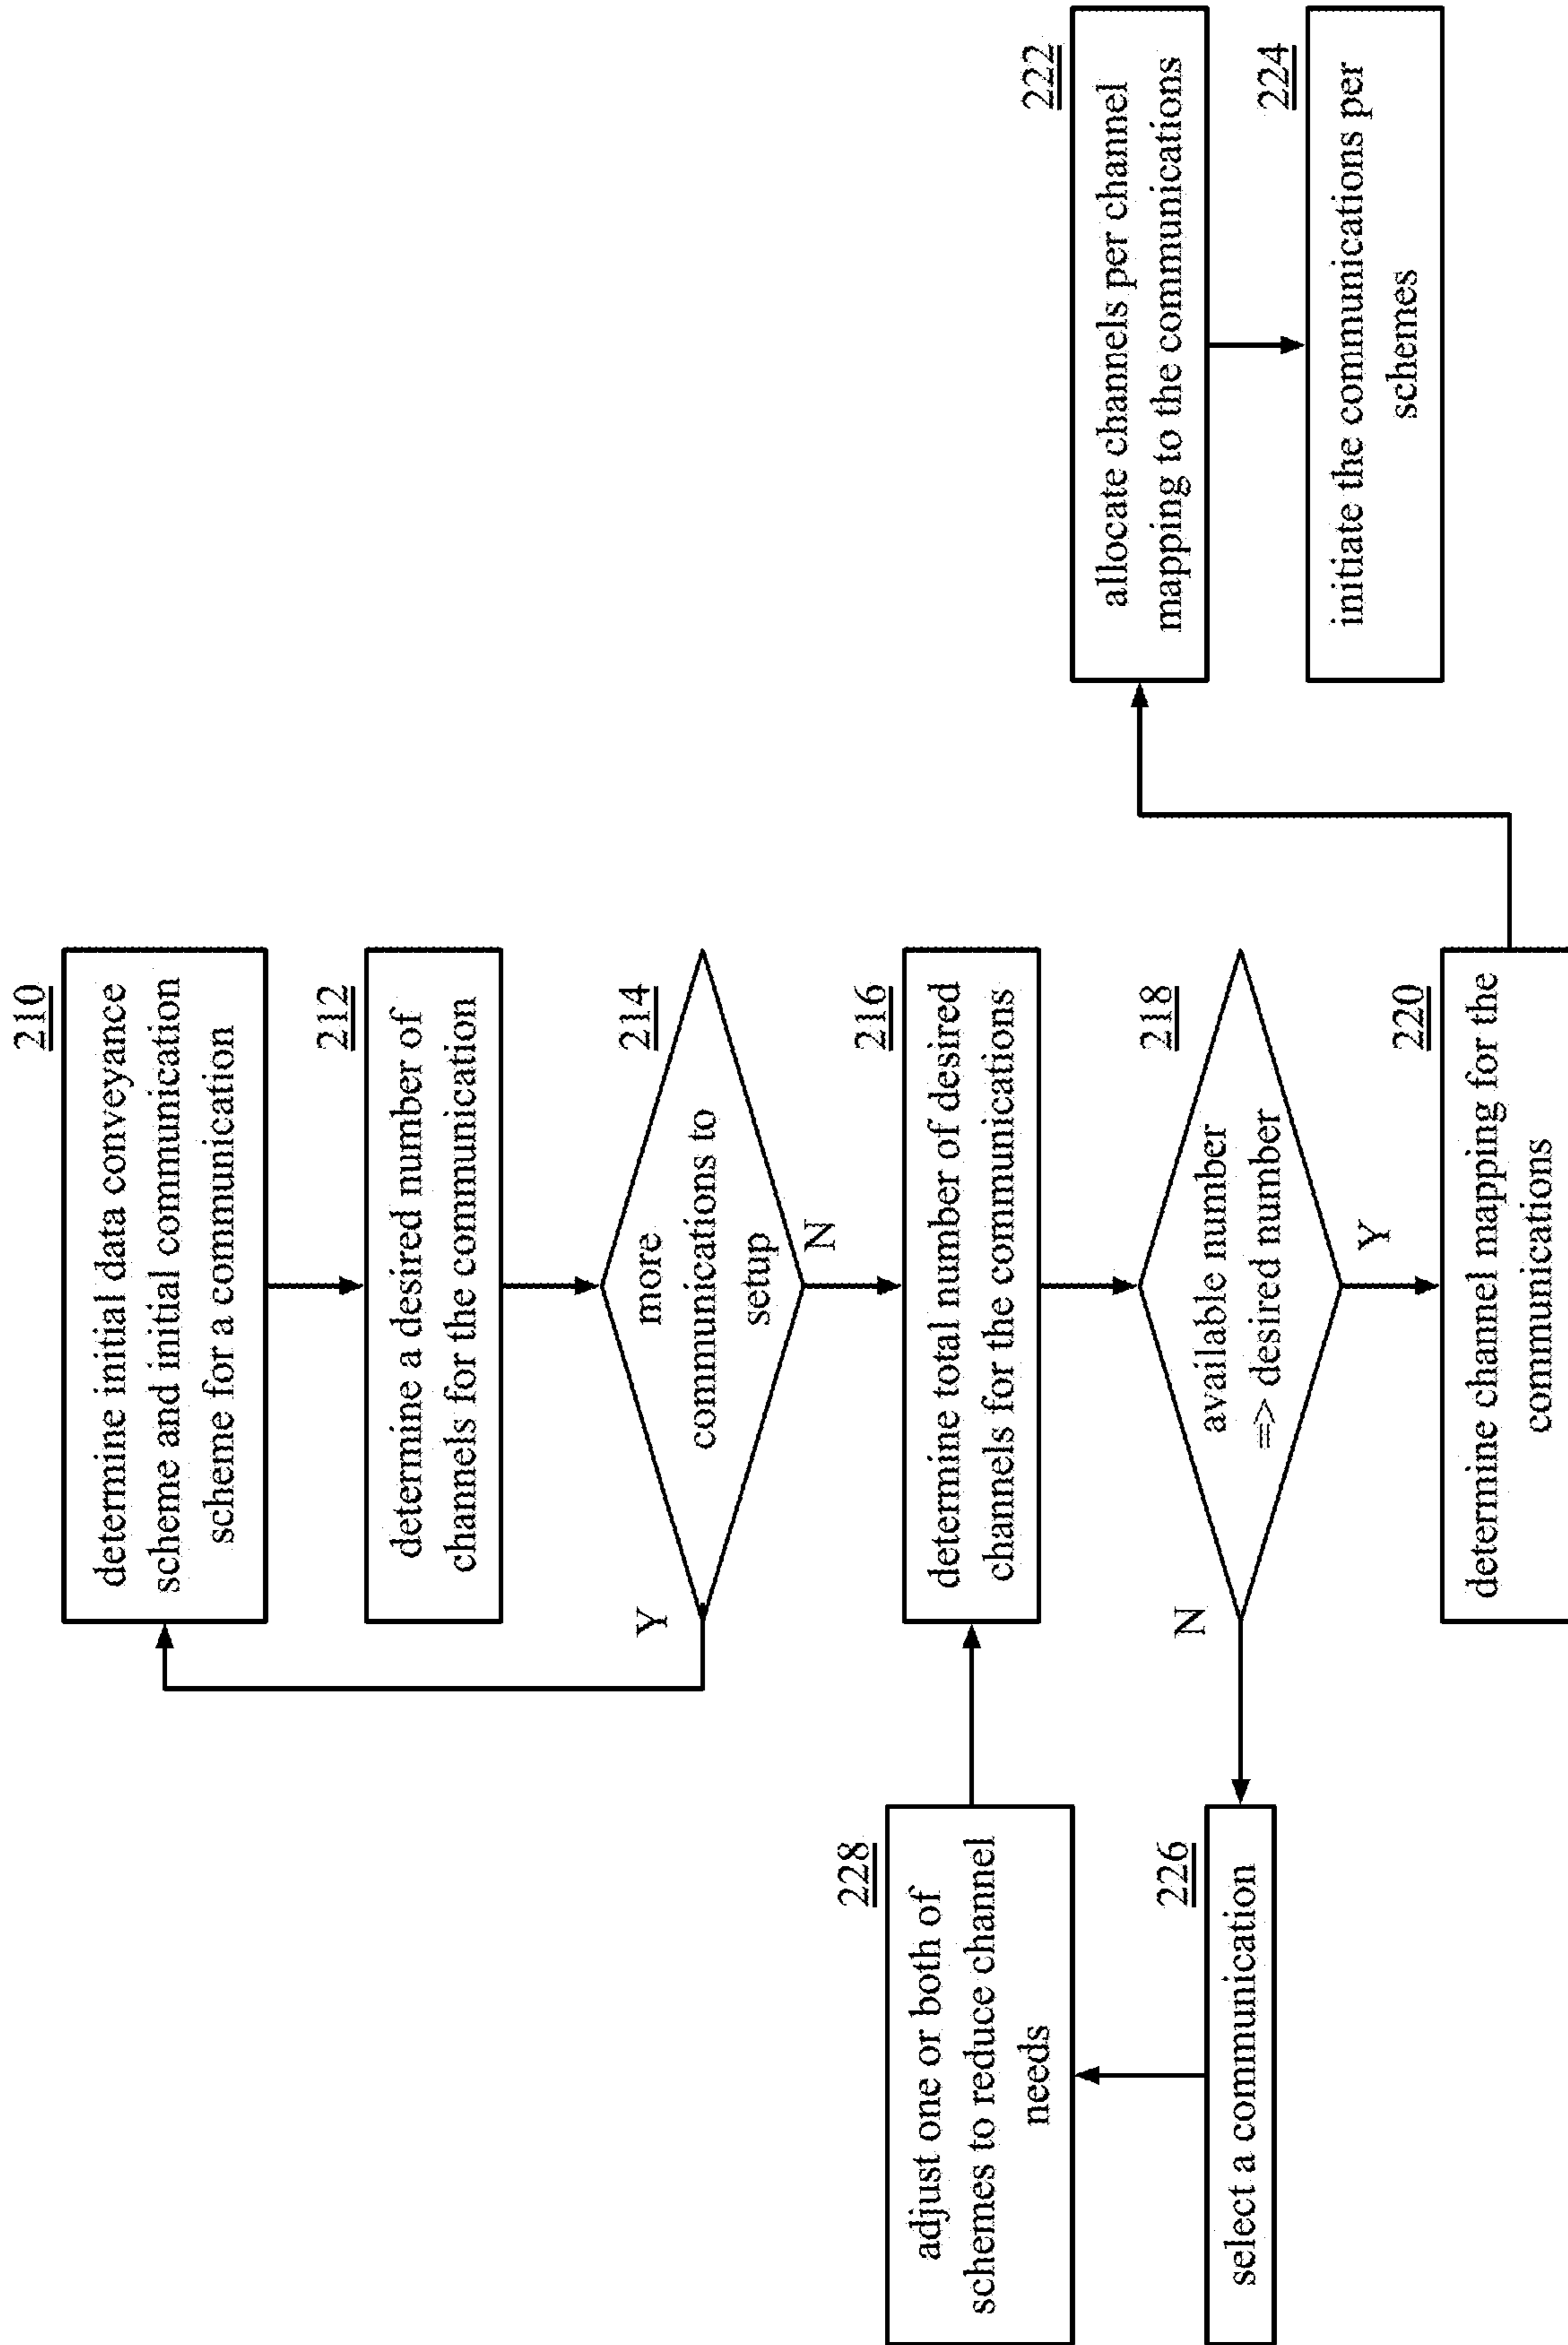 210
determine initial data conveyance
scheme and initial communication
scheme for a communication
212
determine a desired number of
channels for the communication
214
more
communications to
setup
Y
N
216
determine total number of desired
channels for the communications
218
available number
=> desired number
N
Y
220
determine channel mapping for the
communications
222
allocate channels per channel
mapping to the communications
224
initiate the communications per
schemes
226
select a communication
228
adjust one or both of
schemes to reduce channel
needs